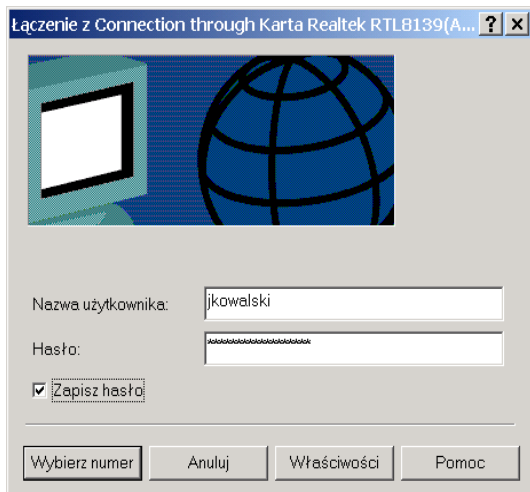 Łączenie z Connection through Karta Realtek RTL8139(A...
Nazwa użytkownika: jkowalski
Hasło: ********************
Zapisz hasło
Wybierz numer Anuluj Właściwości Pomoc